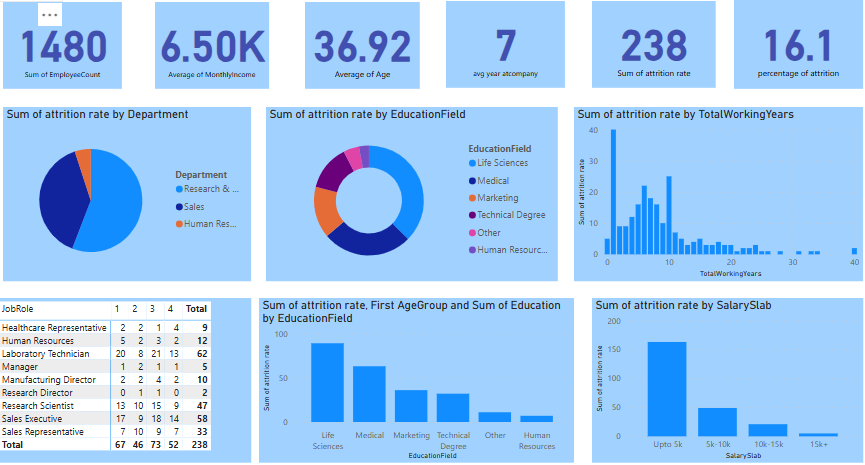 1480
Sum of EmployeeCount
6.50K
Average of MonthlyIncome
36.92
Average of Age
7
avg year atcompany
238
Sum of attrition rate
16.1
percentage of attrition
Sum of attrition rate by Department
Department
Research & ...
Sales
Human Res...
Sum of attrition rate by EducationField
EducationField
Life Sciences
Medical
Marketing
Technical Degree
Other
Human Resourc...
Sum of attrition rate by TotalWorkingYears
Sum of attrition rate
40
30
20
10
0
0 10 20 30 40
TotalWorkingYears
JobRole 1 2 3 4 Total
Healthcare Representative 2 2 1 4 9
Human Resources 5 2 3 2 12
Laboratory Technician 20 8 21 13 62
Manager 1 2 1 1 5
Manufacturing Director 2 2 4 2 10
Research Director 0 1 1 0 2
Research Scientist 13 10 15 9 47
Sales Executive 17 9 18 14 58
Sales Representative 7 10 9 7 33
Total 67 46 73 52 238
Sum of attrition rate, First AgeGroup and Sum of Education
by EducationField
Sum of attrition rate
100
50
0
Life Sciences
Medical
Marketing
Technical Degree
Other
Human Resources
EducationField
Sum of attrition rate by SalarySlab
Sum of attrition rate
200
150
100
50
0
Upto 5k 5k-10k 10k-15k 15k+
SalarySlab